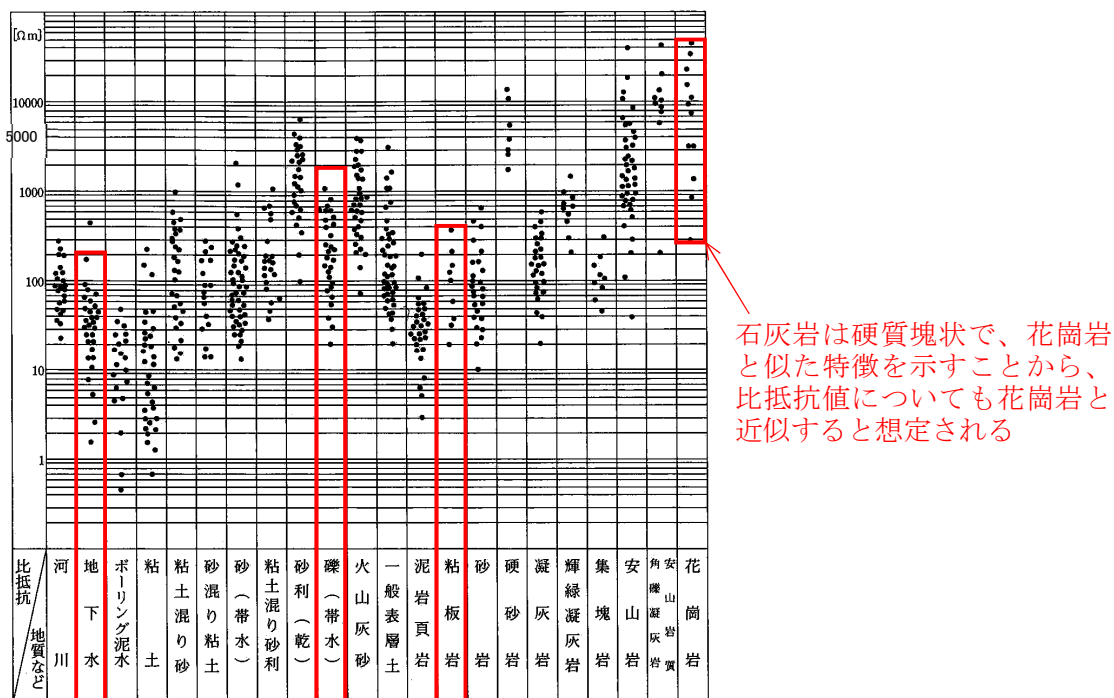 [Ωm]
10000
5000
1000
100
10
1
比抵抗
地質など
河川
地下水
ボーリング泥水
粘土
粘土混り砂
砂混り粘土
砂(帯水)
粘土混り砂利
砂利(乾)
礫(帯水)
火山灰砂
一般表層土
泥岩頁岩
粘板岩
砂岩
硬砂岩
凝灰岩
輝緑凝灰岩
集塊岩
安山岩
安山岩質
角礫凝灰岩
花崗岩
石灰岩は硬質塊状で、花崗岩
と似た特徴を示すことから、
比抵抗値についても花崗岩と
近似すると想定される